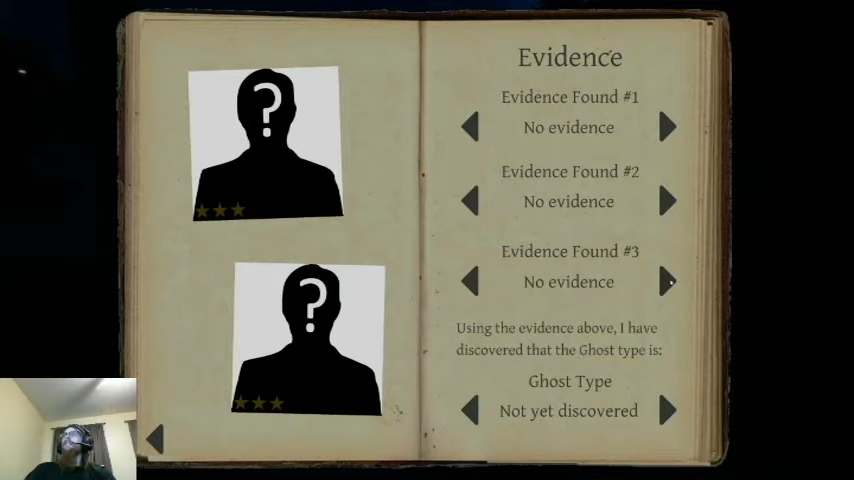 ?
?
Evidence
Evidence Found #1
No evidence
Evidence Found #2
No evidence
Evidence Found #3
No evidence
Using the evidence above, I have
discovered that the Ghost type is:
Ghost Type
Not yet discovered